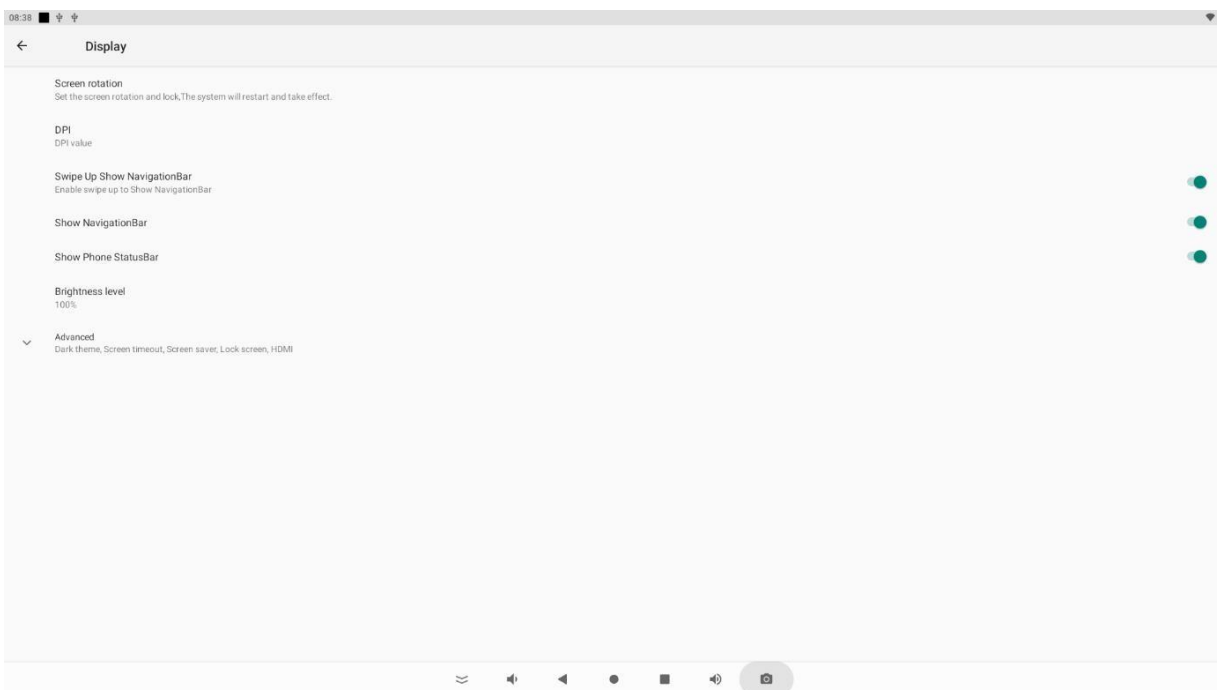 08:38
Display
Screen rotation
Set the screen rotation and lock,The system will restart and take effect.
DPI
DPI value
Swipe Up Show NavigationBar
Enable swipe up to Show NavigationBar
Show NavigationBar
Show Phone StatusBar
Brightness level
100%
Advanced
Dark theme, Screen timeout, Screen saver, Lock screen, HDMI